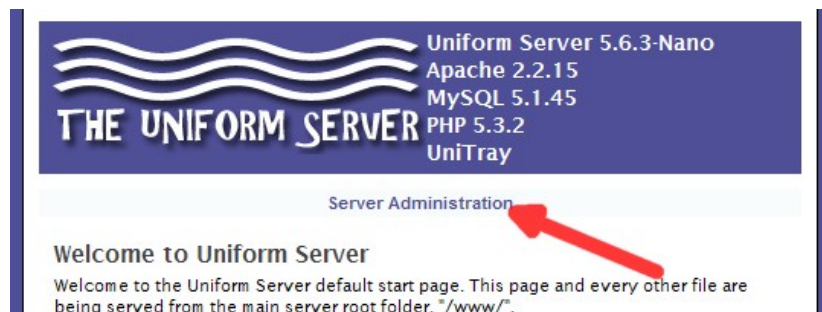 THE UNIFORM SERVER
Uniform Server 5.6.3-Nano
Apache 2.2.15
MySQL 5.1.45
PHP 5.3.2
UniTray
Server Administration
Welcome to Uniform Server
Welcome to the Uniform Server default start page. This page and every other file are
being served from the main server root folder, "/www/".